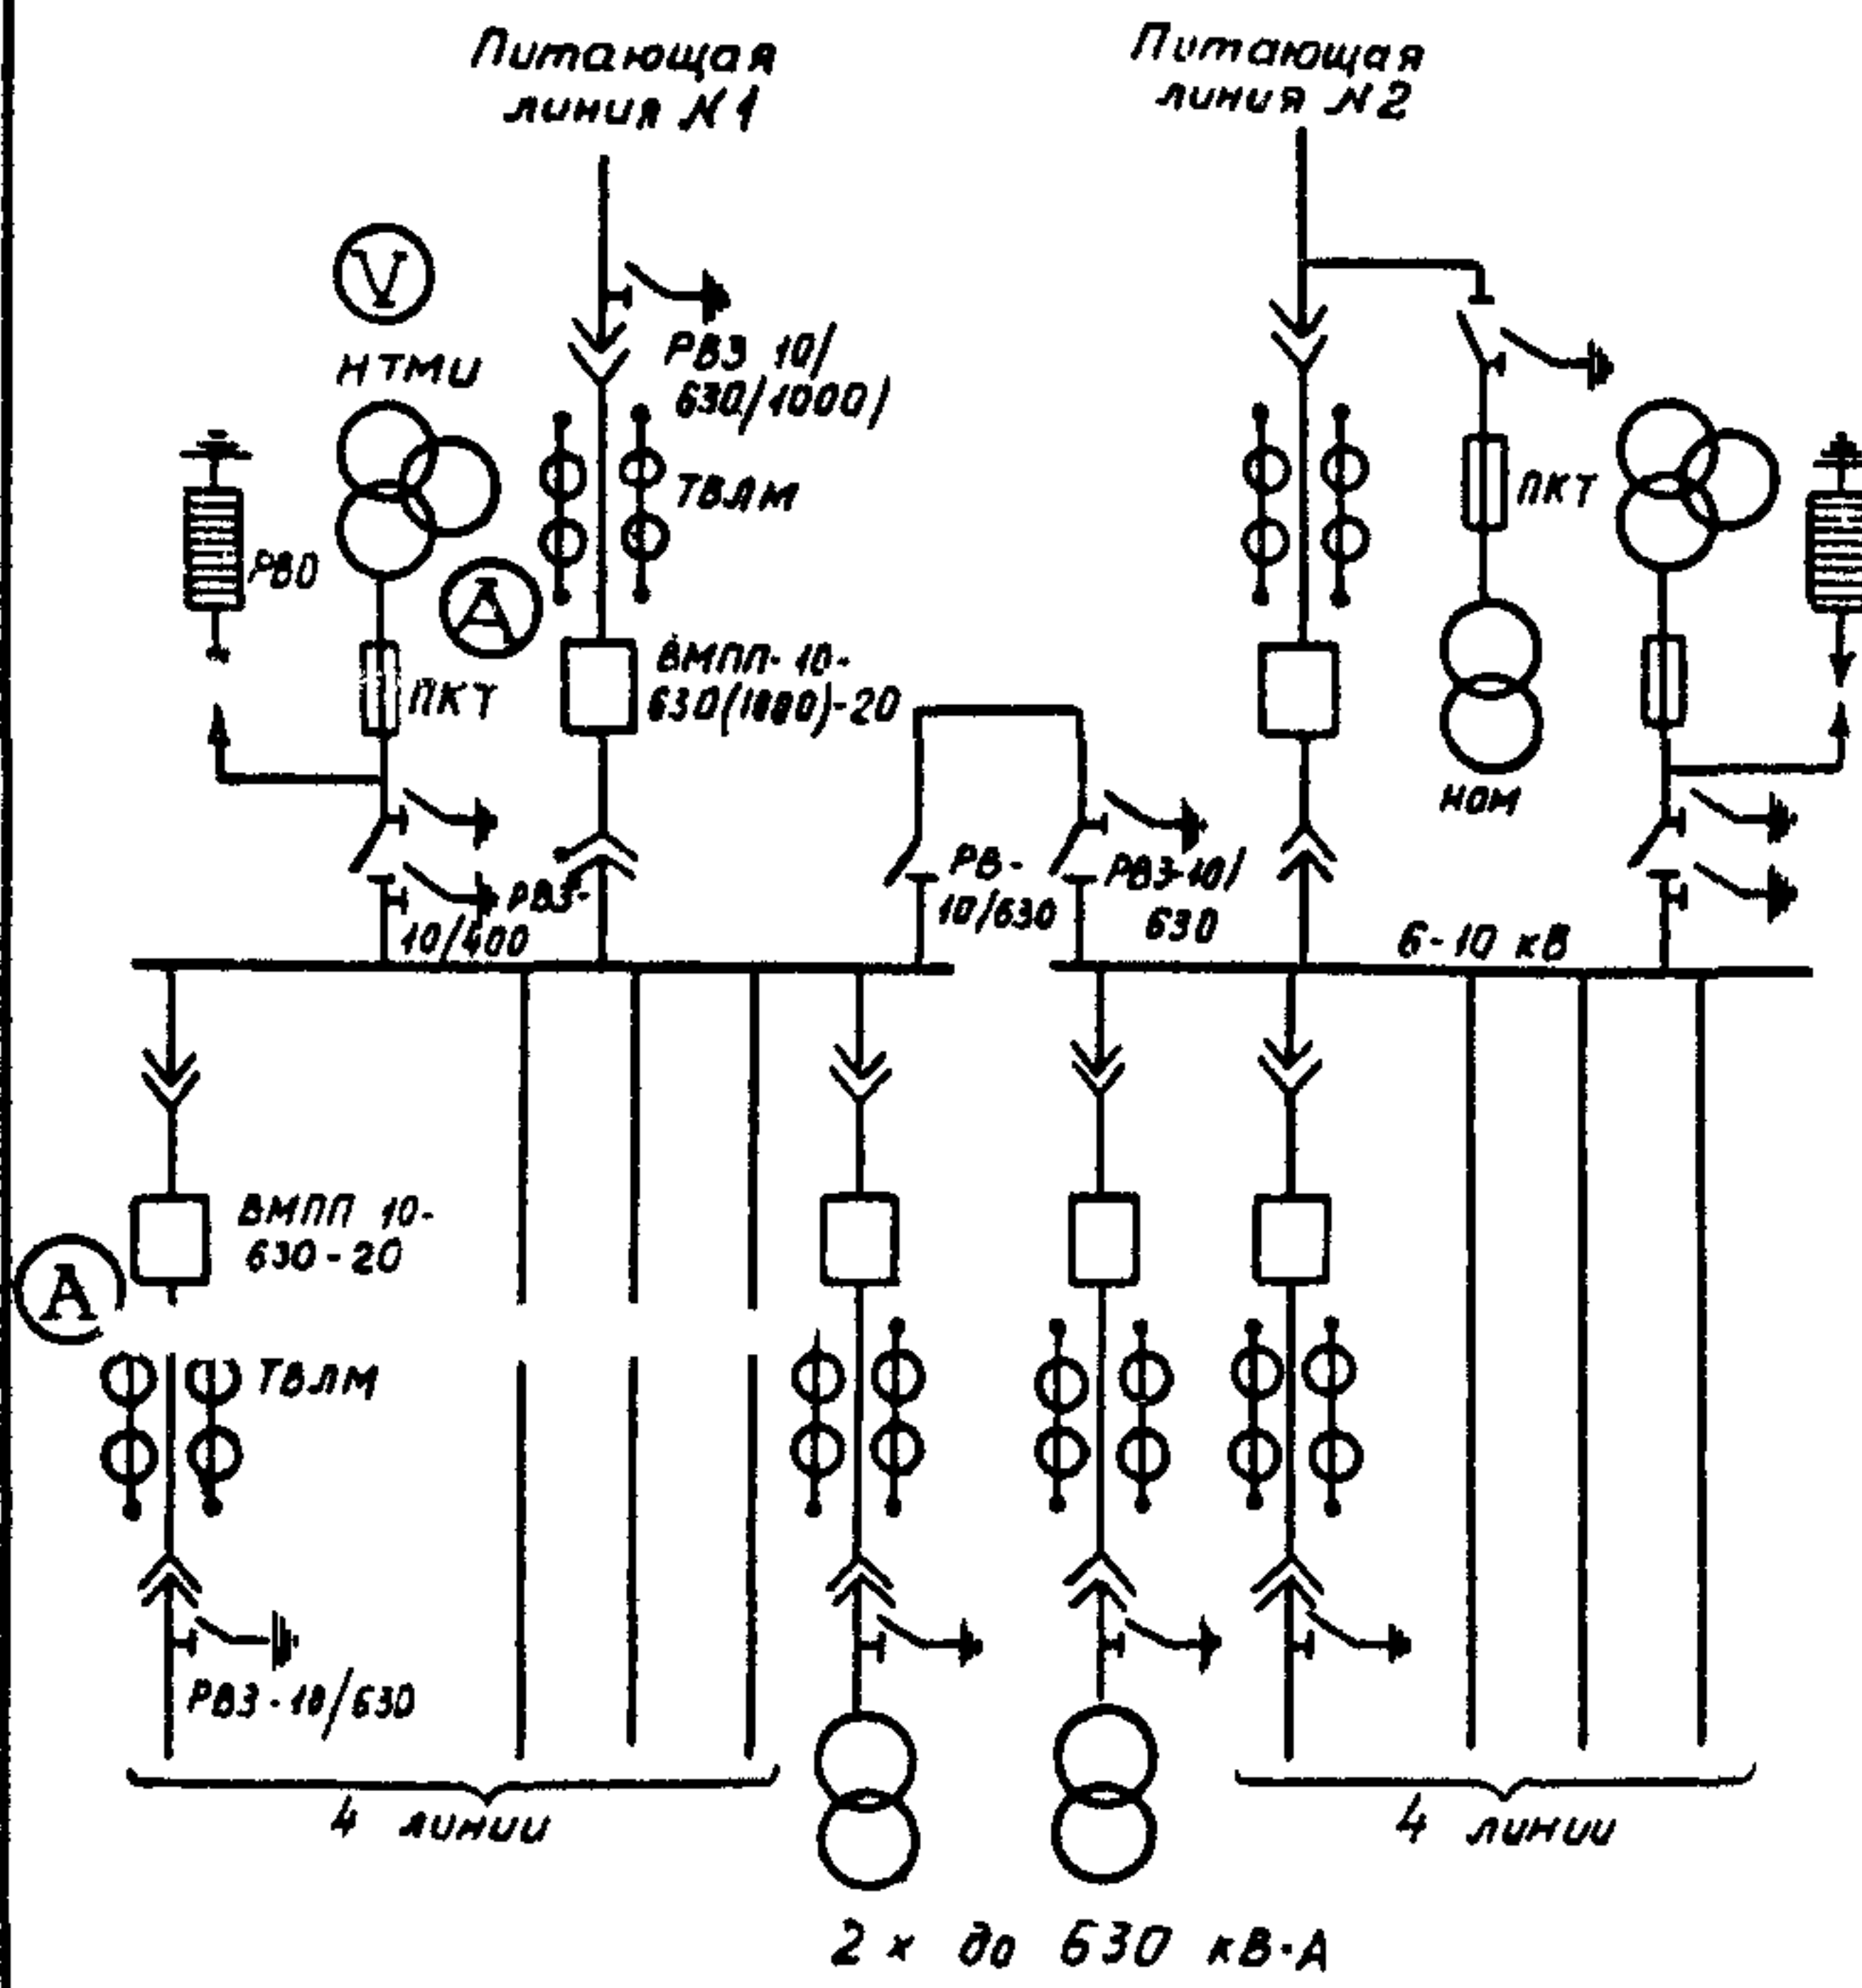 Питающая
линия N1
Питающая
линия N2
V
НТМИ
РВЗ 10/
630/1000/
ТВЛМ
ПКТ
РВО
A
ВМПП-10-
630(1000)-20
ПКТ
НОМ
РВЗ-
10/400
РВ-
10/630
РВЗ-10/
630
6-10 кВ
ВМПП 10-
630-20
A
ТВЛМ
РВЗ-10/630
4 линии
4 линии
2 x до 630 кВ·А